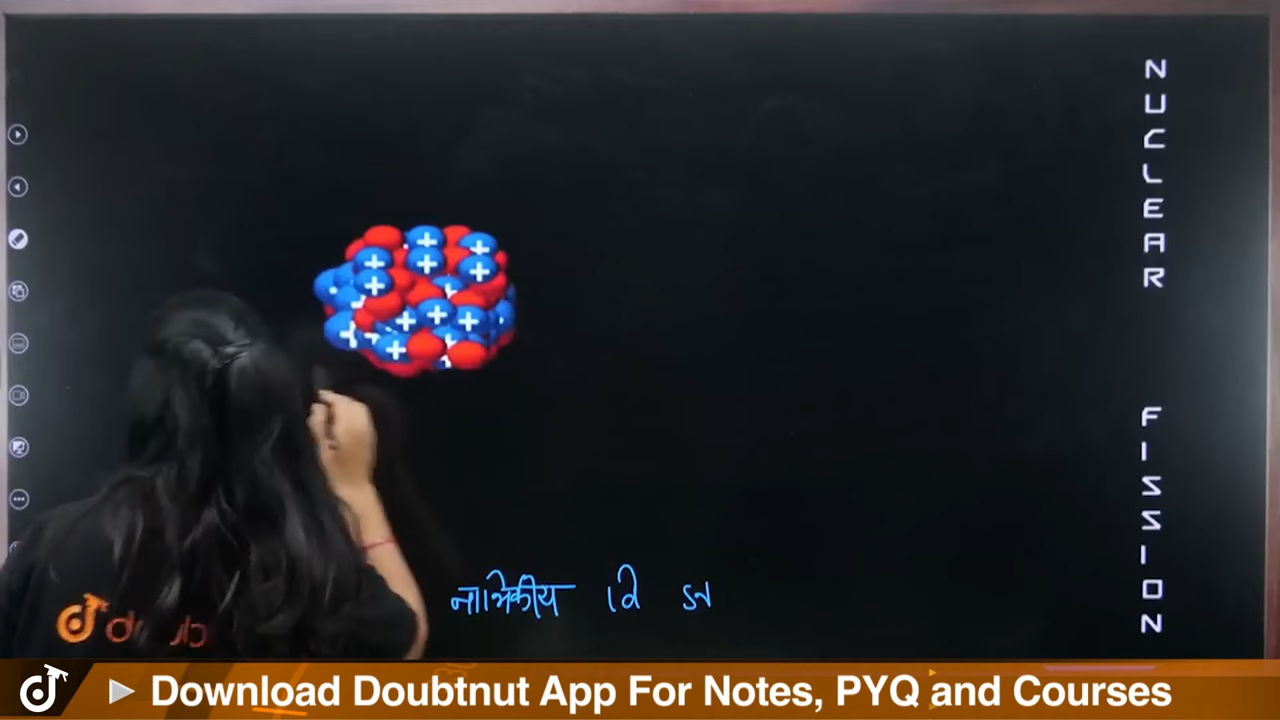 NUCLEAR FISSION
नाभिकीय वि
Download Doubtnut App For Notes, PYQ and Courses